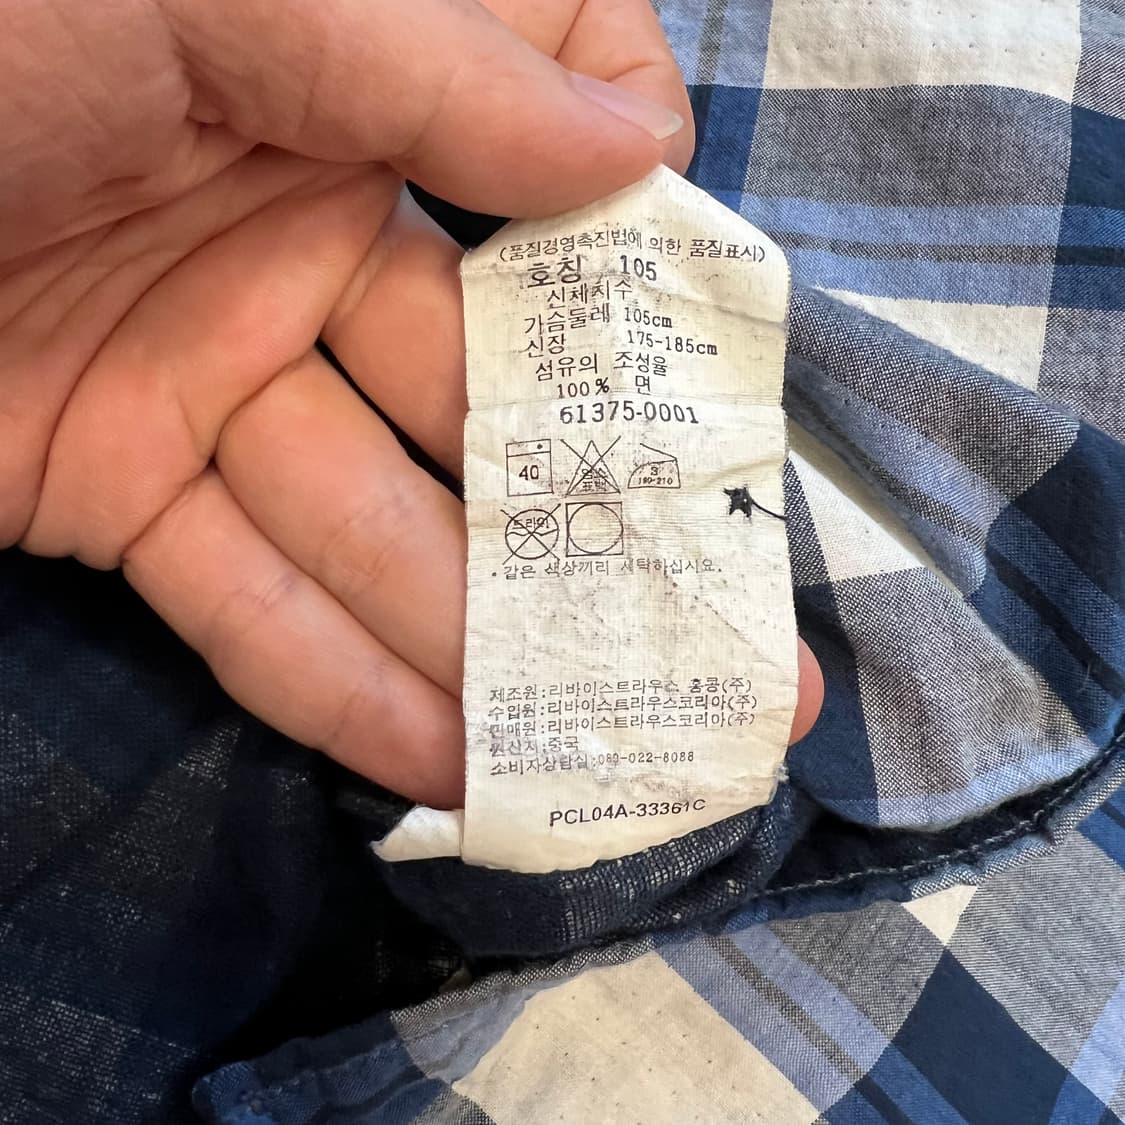 (품질경영촉진법에 의한 품질표시)
호칭 105
신체치수
가슴둘레 105cm
신장 175-185cm
섬유의 조성율
100% 면
61375-0001
40 염소 표백 3 180-210
드라이
• 같은 색상끼리 세탁하십시요.
제조원:리바이스트라우스 홍콩(주)
수입원:리바이스트라우스코리아(주)
판매원:리바이스트라우스코리아(주)
원산지:중국
소비자상담실:080-022-8088
PCL04A-33361C